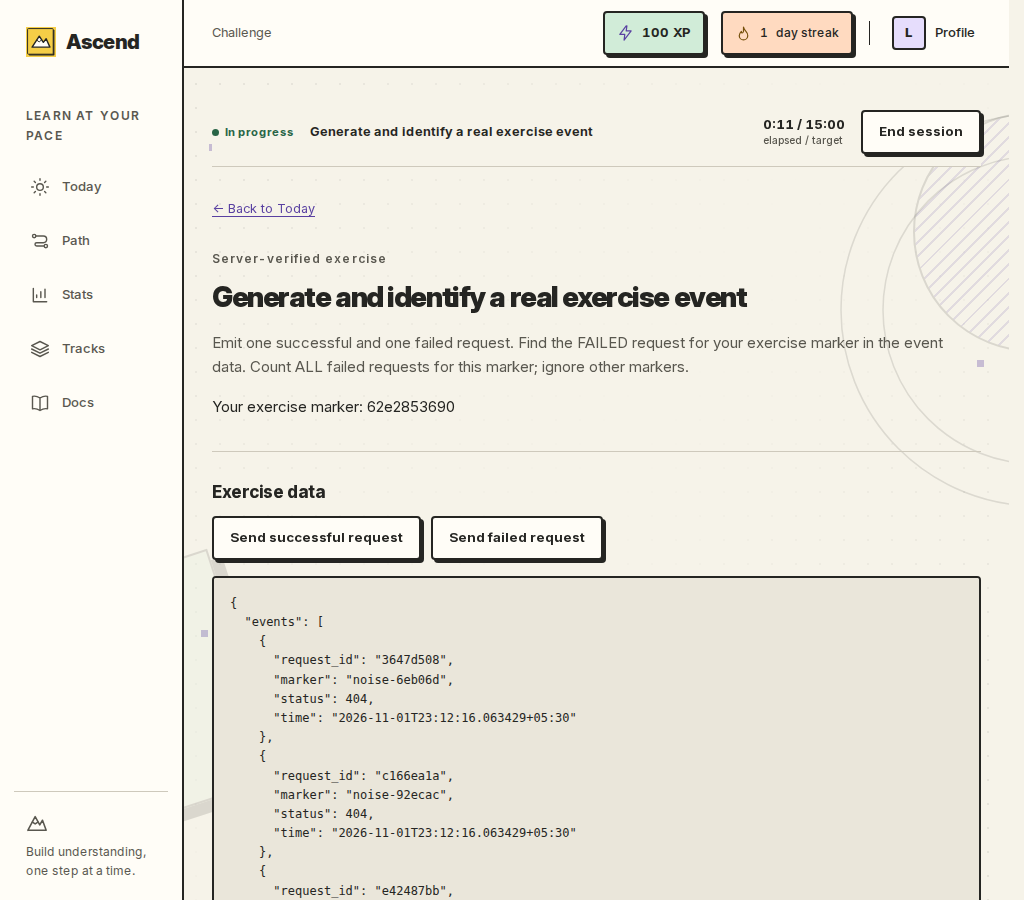 Ascend
LEARN AT YOUR
PACE
Today
Path
Stats
Tracks
Docs
Build understanding,
one step at a time.
Challenge
100 XP
1 day streak
L
Profile
In progress
Generate and identify a real exercise event
0:11 / 15:00
elapsed / target
End session
← Back to Today
Server-verified exercise
Generate and identify a real exercise event
Emit one successful and one failed request. Find the FAILED request for your exercise marker in the event
data. Count ALL failed requests for this marker; ignore other markers.
Your exercise marker: 62e2853690
Exercise data
Send successful request
Send failed request
{
"events": [
{
"request_id": "3647d508",
"marker": "noise-6eb06d",
"status": 404,
"time": "2026-11-01T23:12:16.063429+05:30"
},
{
"request_id": "c166ea1a",
"marker": "noise-92ecac",
"status": 404,
"time": "2026-11-01T23:12:16.063429+05:30"
},
{
"request_id": "e42487bb",